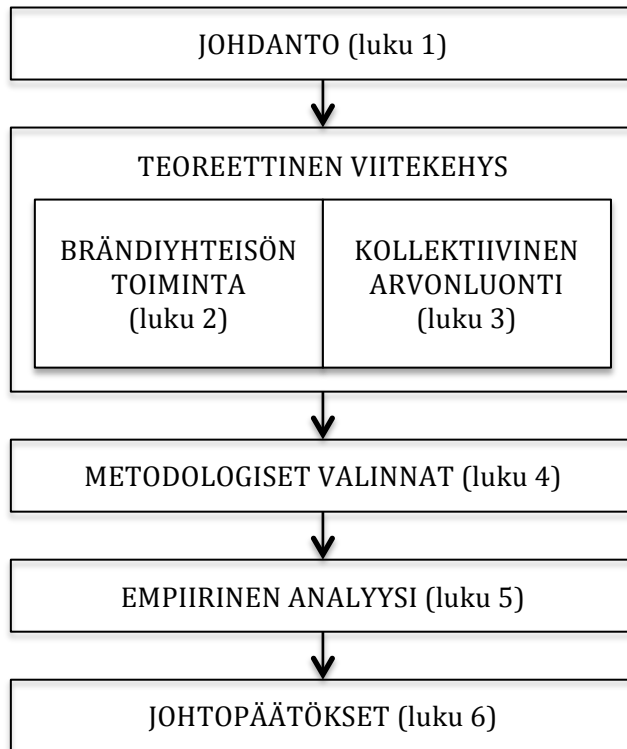 JOHDANTO (luku 1)
TEOREETTINEN VIITEKEHYS
BRÄNDIYHTEISÖN
TOIMINTA
(luku 2)
KOLLEKTIIVINEN
ARVONLUONTI
(luku 3)
METODOLOGISET VALINNAT (luku 4)
EMPIIRINEN ANALYYSI (luku 5)
JOHTOPÄÄTÖKSET (luku 6)